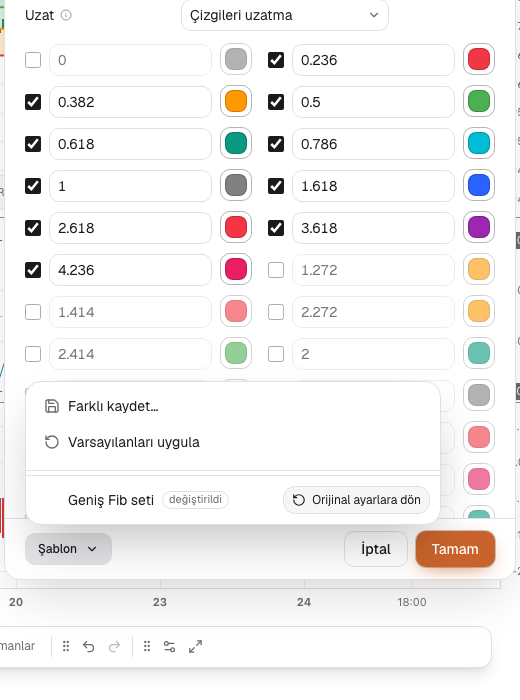 Uzat Çizgileri uzatma
0 0.236
0.382 0.5
0.618 0.786
1 1.618
2.618 3.618
4.236 1.272
1.414 2.272
2.414 2
Farklı kaydet...
Varsayılanları uygula
Geniş Fib seti değiştirildi Orijinal ayarlara dön
Şablon İptal Tamam
20 23 24 18:00
manlar